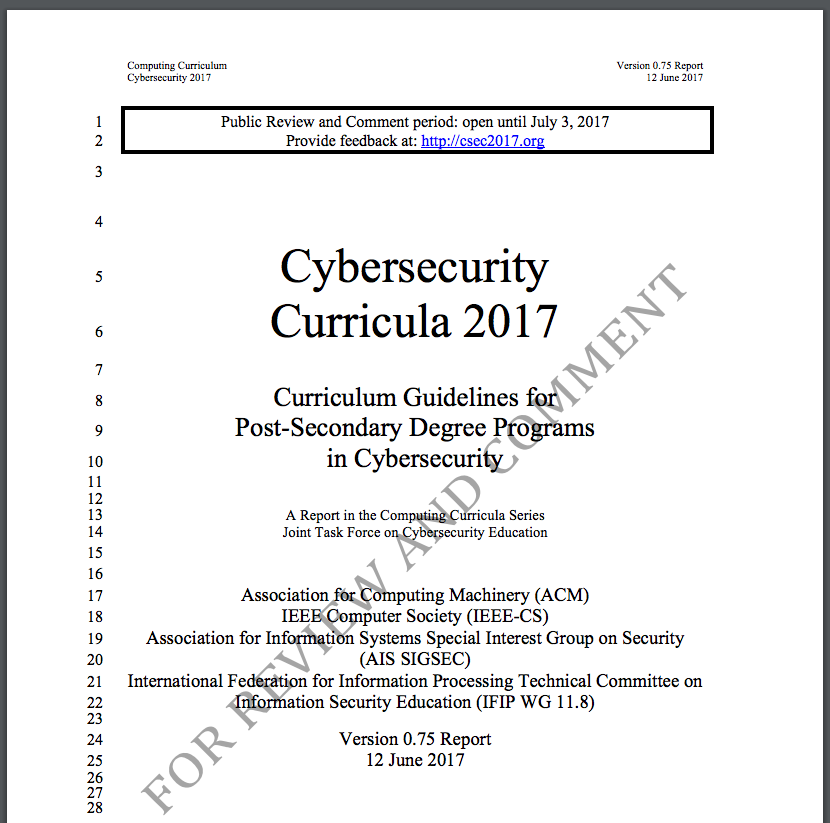 Computing Curriculum Version 0.75 Report
Cybersecurity 2017 12 June 2017
1 Public Review and Comment period: open until July 3, 2017
2 Provide feedback at: http://csec2017.org
3
4
5 Cybersecurity
6 Curricula 2017
7
8 Curriculum Guidelines for
9 Post-Secondary Degree Programs
10 in Cybersecurity
11
12
13 A Report in the Computing Curricula Series
14 Joint Task Force on Cybersecurity Education
15
16
17 Association for Computing Machinery (ACM)
18 IEEE Computer Society (IEEE-CS)
19 Association for Information Systems Special Interest Group on Security
20 (AIS SIGSEC)
21 International Federation for Information Processing Technical Committee on
22 Information Security Education (IFIP WG 11.8)
23
24 Version 0.75 Report
25 12 June 2017
26
27
28
FOR REVIEW AND COMMENT